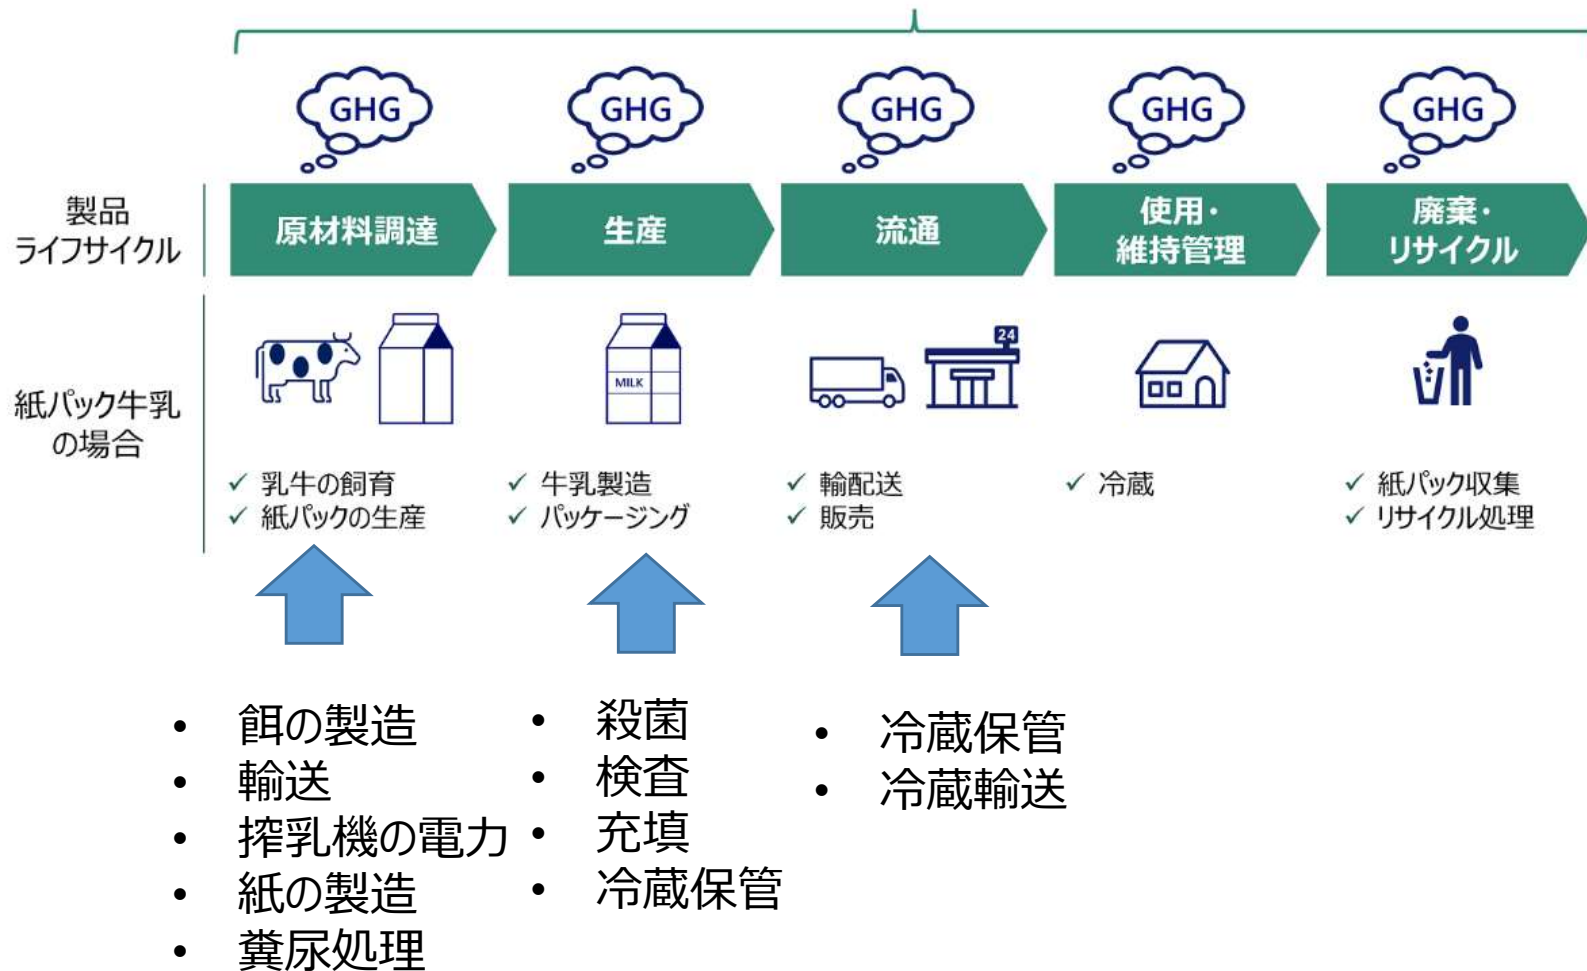 GHG
GHG
GHG
GHG
GHG
製品
ライフサイクル
原材料調達
生産
流通
使用・
維持管理
廃棄・
リサイクル
紙パック牛乳
の場合
MILK
24
✓ 乳牛の飼育
✓ 紙パックの生産
✓ 牛乳製造
✓ パッケージング
✓ 輸配送
✓ 販売
✓ 冷蔵
✓ 紙パック収集
✓ リサイクル処理
• 餌の製造
• 輸送
• 搾乳機の電力
• 紙の製造
• 糞尿処理
• 殺菌
• 検査
• 充填
• 冷蔵保管
• 冷蔵保管
• 冷蔵輸送